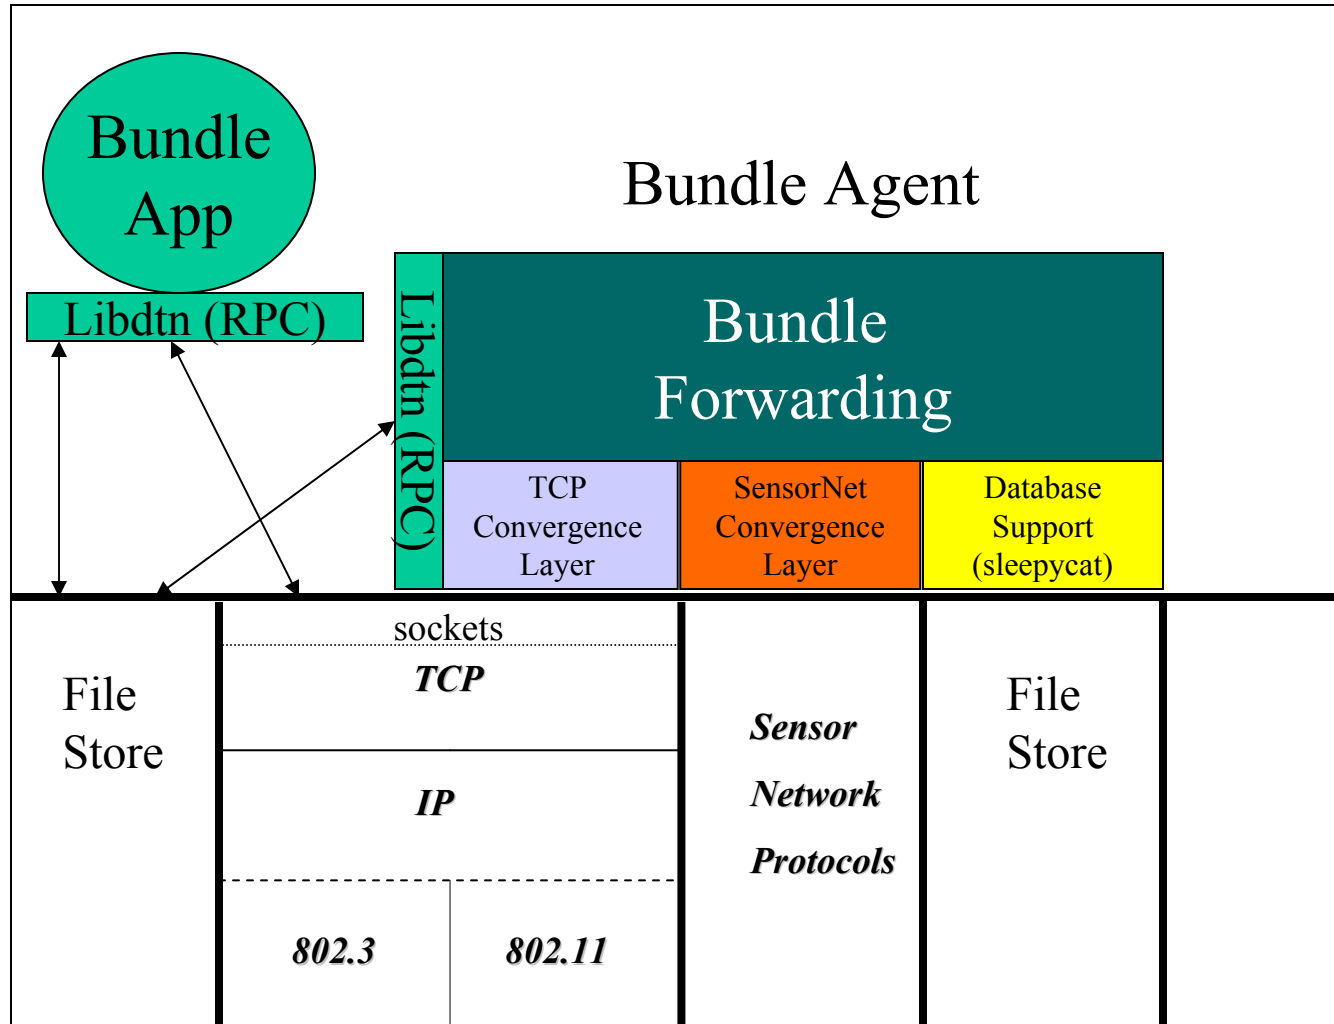 Bundle
App
Libdtn (RPC)
Bundle Agent
Libdtn (RPC)
Bundle
Forwarding
TCP
Convergence
Layer
SensorNet
Convergence
Layer
Database
Support
(sleepycat)
File
Store
sockets
TCP
IP
802.3
802.11
Sensor
Network
Protocols
File
Store